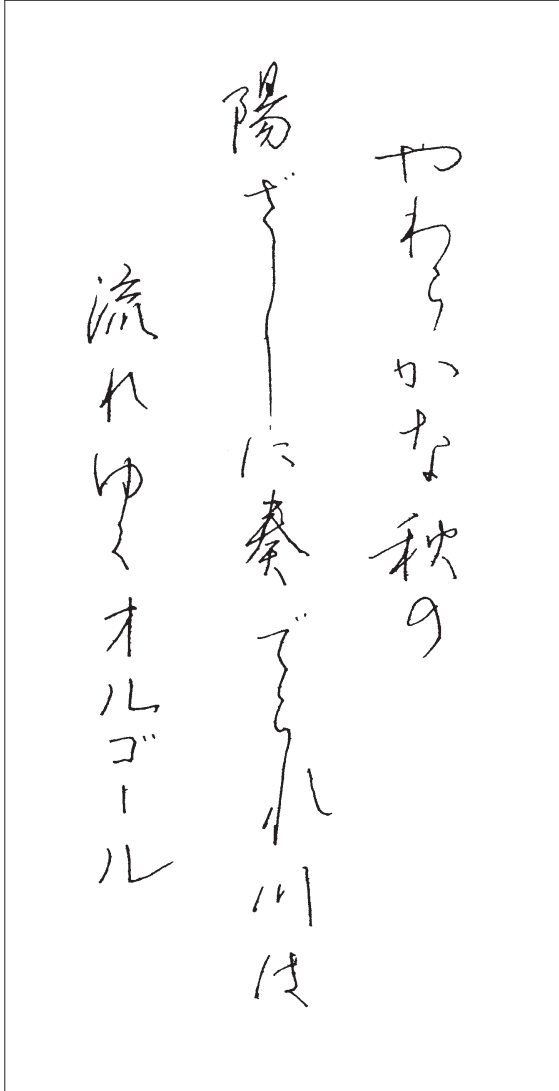 やわらかな秋の
陽ざしに奏でられ川は
流れゆくオルゴール